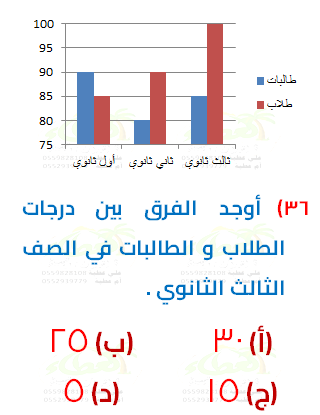 100
95
90
85
80
75
أول ثانوي ثاني ثانوي ثالث ثانوي
طالبات
طلاب
٣٦) أوجد الفرق بين درجات
الطلاب و الطالبات في الصف
الثالث الثانوي .
(أ) ٣٠ (ب) ٢٥
(ج) ١٥ (د) ٥